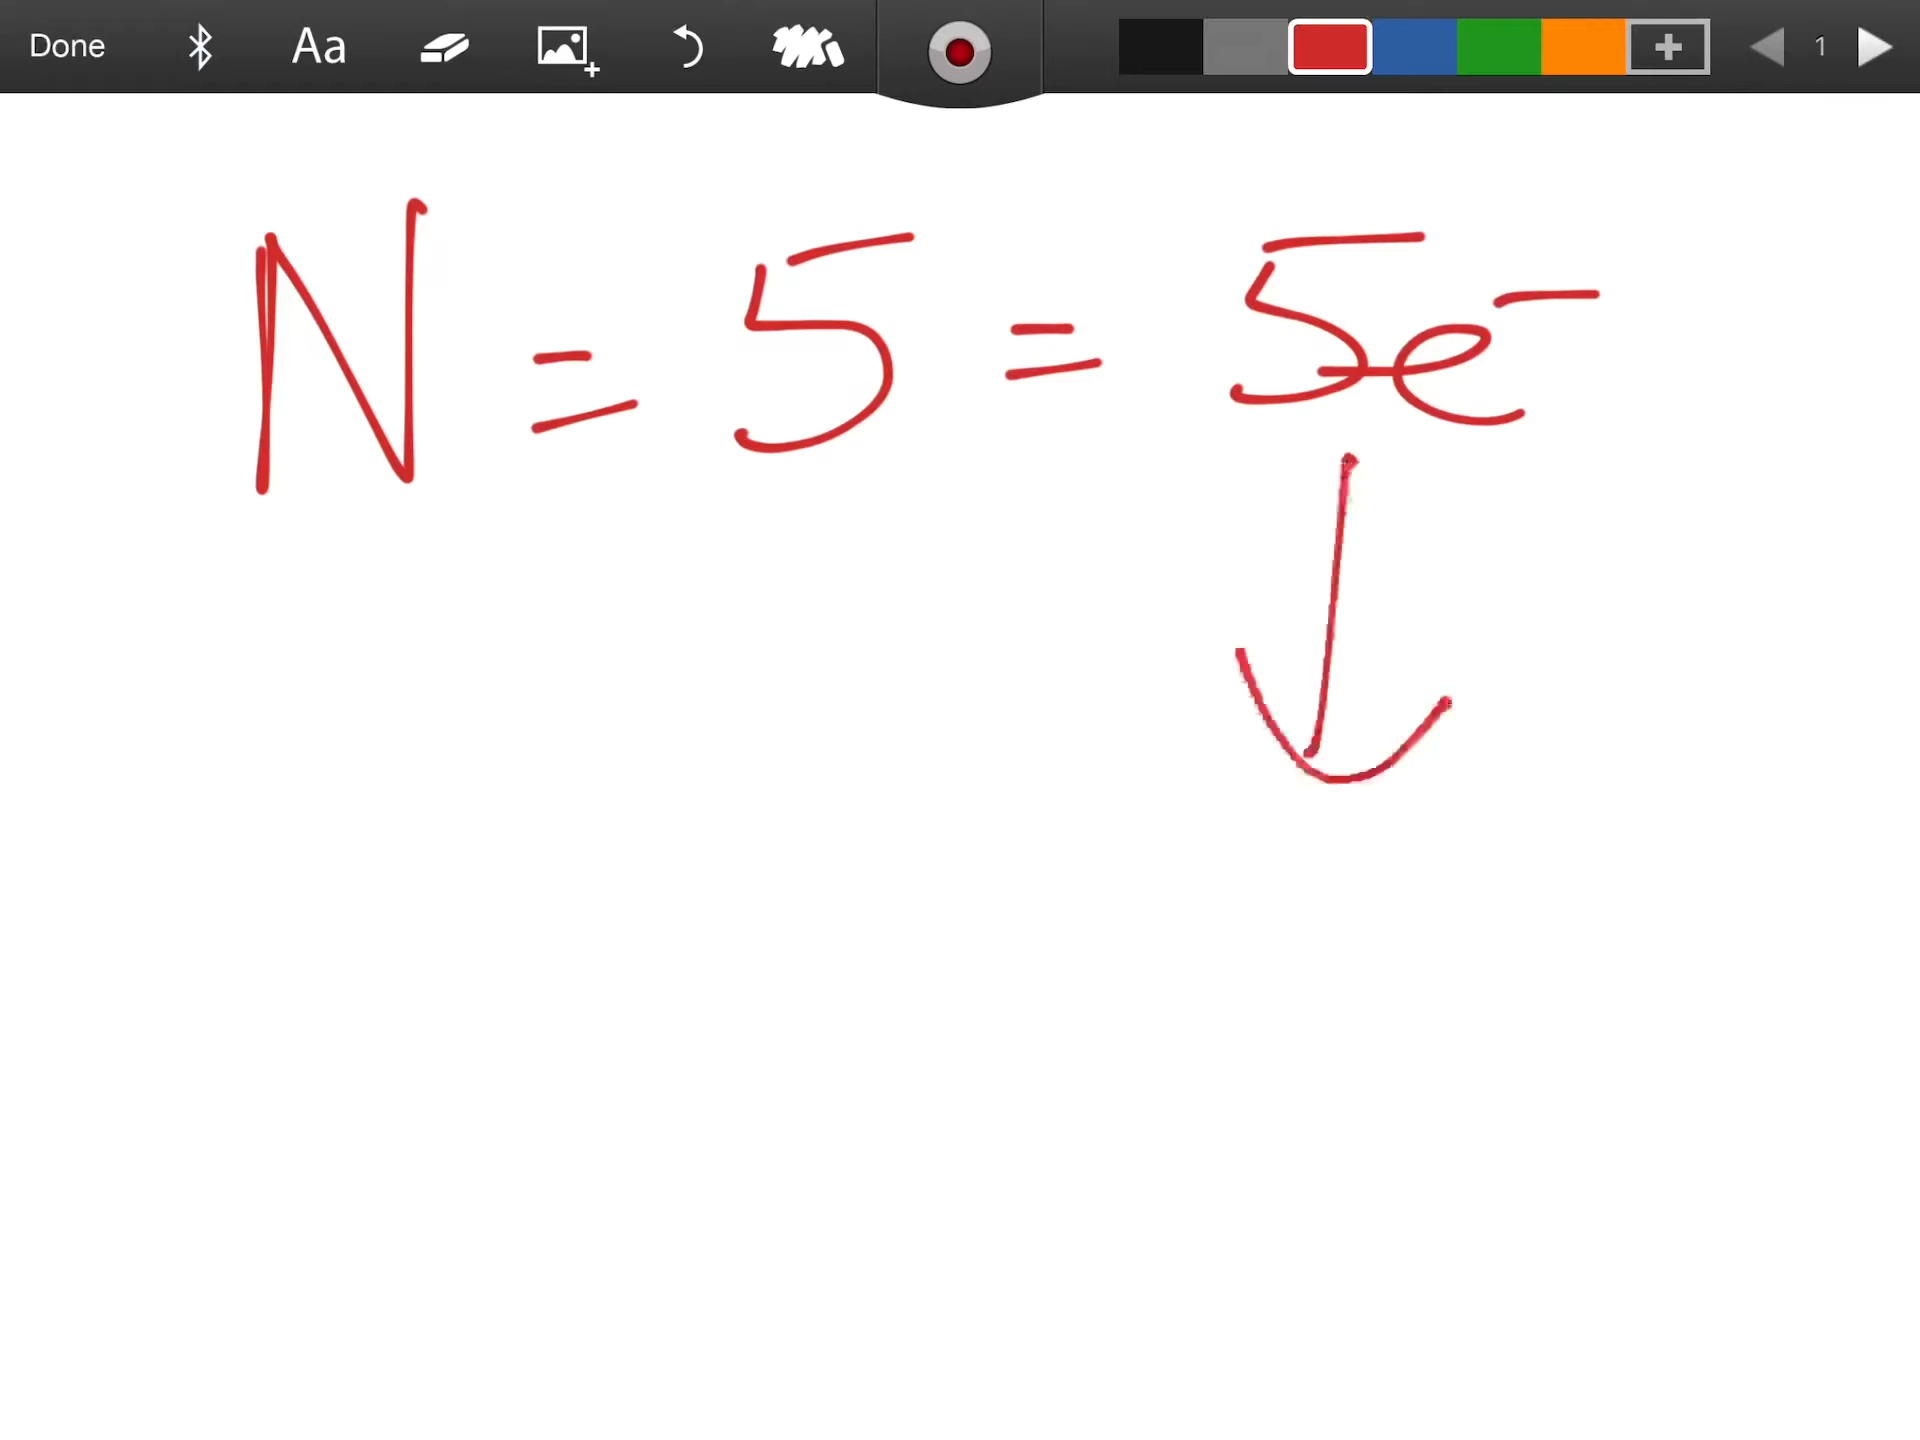 Done Aa 1
N = 5 = 5e⁻